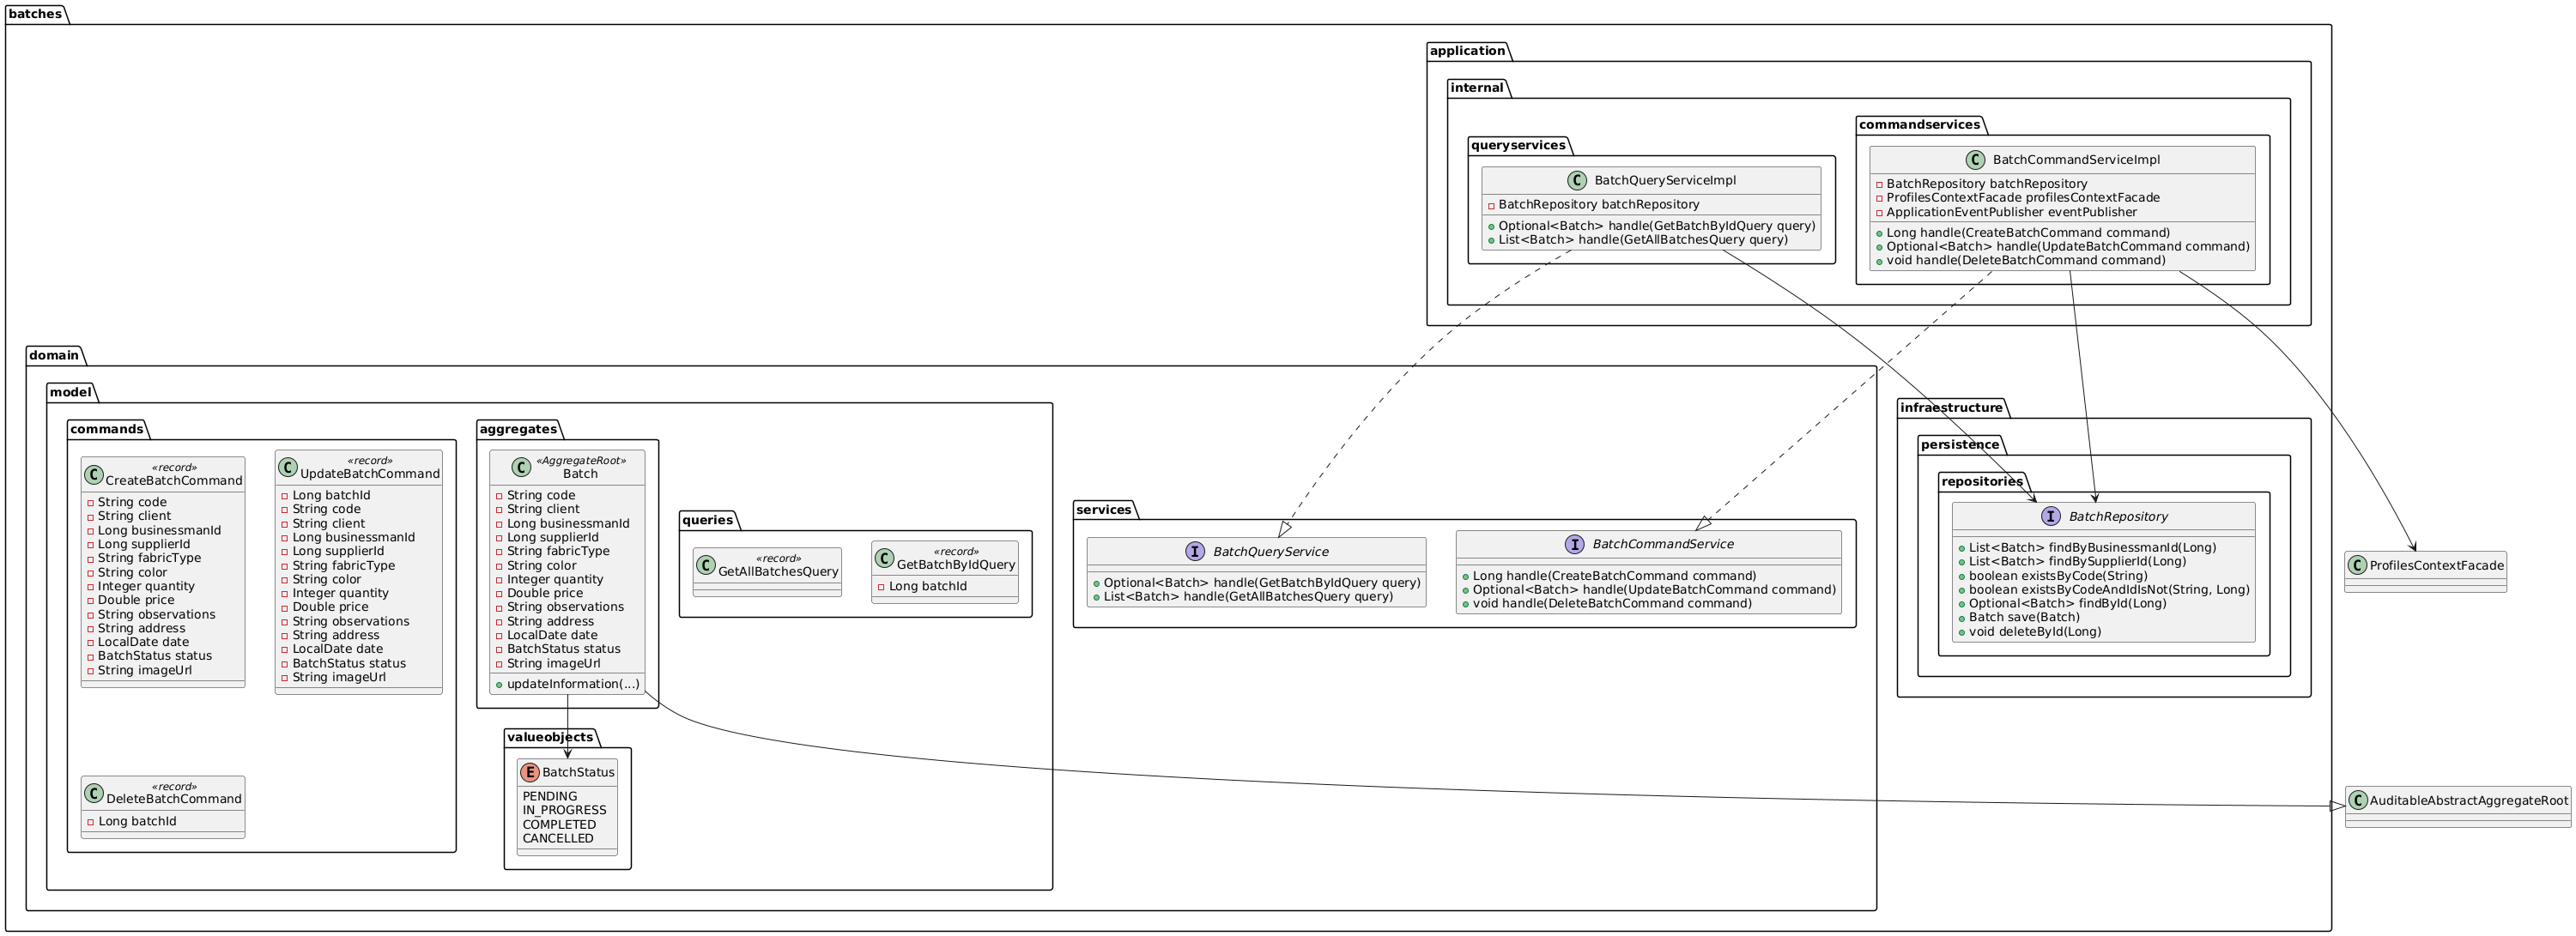 batches
application
internal
queryservices
C BatchQueryServiceImpl
BatchRepository batchRepository
Optional<Batch> handle(GetBatchByIdQuery query)
List<Batch> handle(GetAllBatchesQuery query)
commandservices
C BatchCommandServiceImpl
BatchRepository batchRepository
ProfilesContextFacade profilesContextFacade
ApplicationEventPublisher eventPublisher
Long handle(CreateBatchCommand command)
Optional<Batch> handle(UpdateBatchCommand command)
void handle(DeleteBatchCommand command)
domain
model
commands
C «record»
CreateBatchCommand
String code
String client
Long businessmanId
Long supplierId
String fabricType
String color
Integer quantity
Double price
String observations
String address
LocalDate date
BatchStatus status
String imageUrl
C «record»
UpdateBatchCommand
Long batchId
String code
String client
Long businessmanId
Long supplierId
String fabricType
String color
Integer quantity
Double price
String observations
String address
LocalDate date
BatchStatus status
String imageUrl
C «record»
DeleteBatchCommand
Long batchId
aggregates
C «AggregateRoot»
Batch
String code
String client
Long businessmanId
Long supplierId
String fabricType
String color
Integer quantity
Double price
String observations
String address
LocalDate date
BatchStatus status
String imageUrl
updateInformation(...)
valueobjects
E BatchStatus
PENDING
IN_PROGRESS
COMPLETED
CANCELLED
queries
C «record»
GetAllBatchesQuery
C «record»
GetBatchByIdQuery
Long batchId
services
I BatchQueryService
Optional<Batch> handle(GetBatchByIdQuery query)
List<Batch> handle(GetAllBatchesQuery query)
I BatchCommandService
Long handle(CreateBatchCommand command)
Optional<Batch> handle(UpdateBatchCommand command)
void handle(DeleteBatchCommand command)
infraestructure
persistence
repositories
I BatchRepository
List<Batch> findByBusinessmanId(Long)
List<Batch> findBySupplierId(Long)
boolean existsByCode(String)
boolean existsByCodeAndIdIsNot(String, Long)
Optional<Batch> findById(Long)
Batch save(Batch)
void deleteById(Long)
C ProfilesContextFacade
C AuditableAbstractAggregateRoot